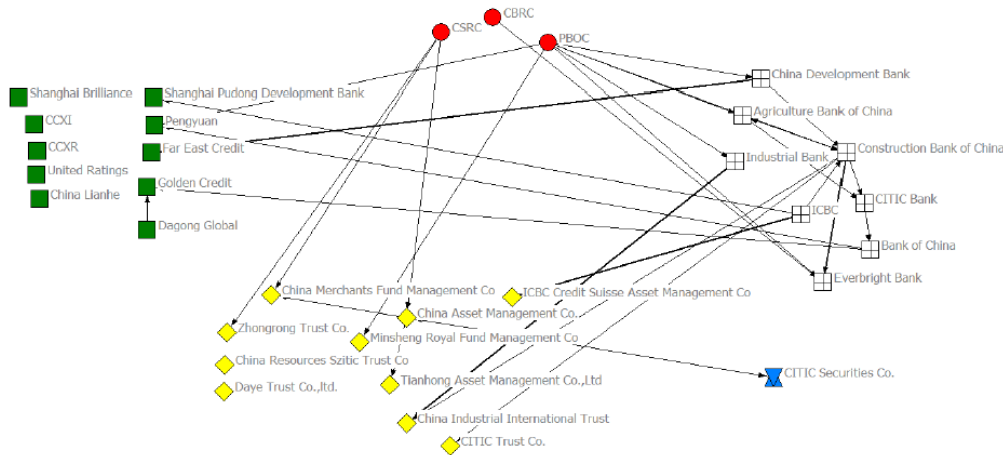 CBRC
CSRC
PBOC
China Development Bank
Shanghai Brilliance
Shanghai Pudong Development Bank
Agriculture Bank of China
CCXI
Pengyuan
CCXR
Far East Credit
Industrial Bank
Construction Bank of China
United Ratings
Golden Credit
China Lianhe
CITIC Bank
ICBC
Dagong Global
Bank of China
Everbright Bank
China Merchants Fund Management Co
ICBC Credit Suisse Asset Management Co
China Asset Management Co.
Zhongrong Trust Co.
Minsheng Royal Fund Management Co
China Resources Szitic Trust Co
CITIC Securities Co.
Daye Trust Co.,ltd.
Tianhong Asset Management Co.,Ltd
China Industrial International Trust
CITIC Trust Co.